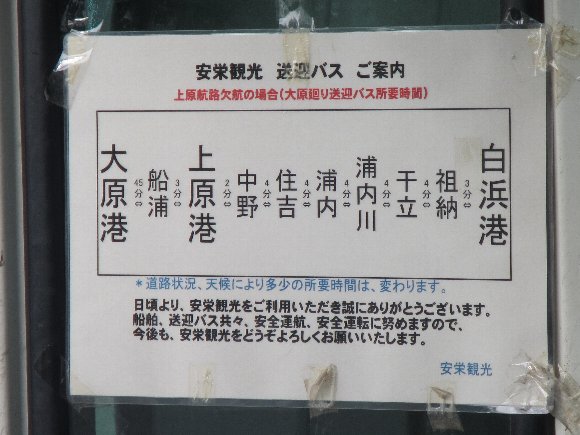 安栄観光 送迎バス ご案内
上原航路欠航の場合(大原廻り送迎バス所要時間)
大原港 45分⇔ 船浦 3分⇔ 上原港 2分⇔ 中野 4分⇔ 住吉 4分⇔ 浦内 4分⇔ 浦内川 4分⇔ 干立 4分⇔ 祖納 3分⇔ 白浜港
*道路状況、天候により多少の所要時間は、変わります。
日頃より、安栄観光をご利用いただき誠にありがとうございます。
船舶、送迎バス共々、安全運航、安全運転に努めますので、
今後も、安栄観光をどうぞよろしくお願いいたします。
安栄観光